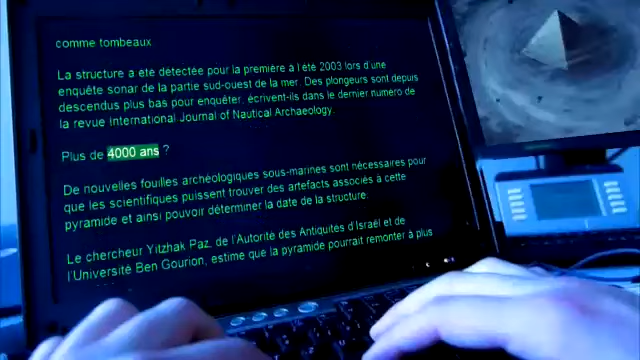 comme tombeaux
La structure a été détectée pour la première à l'été 2003 lors d'une
enquête sonar de la partie sud-ouest de la mer. Des plongeurs sont depuis
descendus plus bas pour enquêter, écrivent-ils dans le dernier numéro de
la revue International Journal of Nautical Archaeology.
Plus de 4000 ans ?
De nouvelles fouilles archéologiques sous-marines sont nécessaires pour
que les scientifiques puissent trouver des artefacts associés à cette
pyramide et ainsi pouvoir déterminer la date de la structure.
Le chercheur Yitzhak Paz, de l'Autorité des Antiquités d'Israël et de
l'Université Ben Gourion, estime que la pyramide pourrait remonter à plus